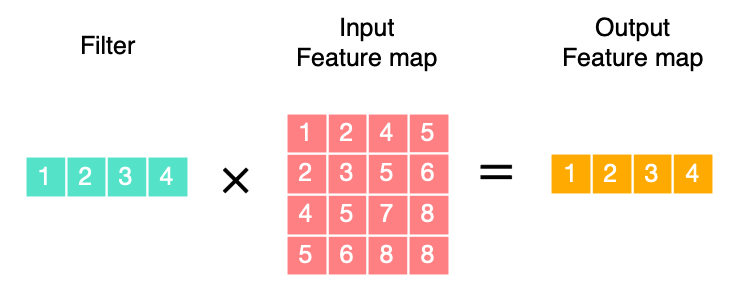 Filter
Input
Feature map
Output
Feature map
1 2 3 4
×
1 2 4 5
2 3 5 6
4 5 7 8
5 6 8 8
=
1 2 3 4